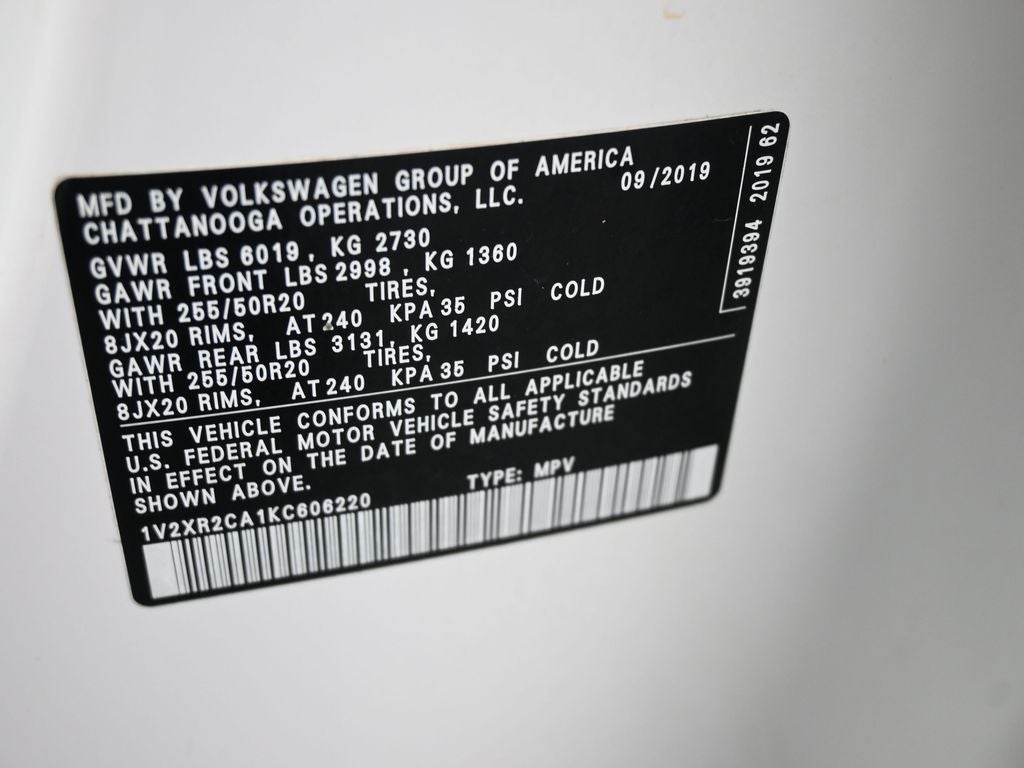 MFD BY VOLKSWAGEN GROUP OF AMERICA
CHATTANOOGA OPERATIONS, LLC. 09/2019
GVWR LBS 6019 , KG 2730
GAWR FRONT LBS 2998 , KG 1360
WITH 255/50R20 TIRES,
8JX20 RIMS, AT 240 KPA 35 PSI COLD
GAWR REAR LBS 3131, KG 1420
WITH 255/50R20 TIRES,
8JX20 RIMS, AT 240 KPA 35 PSI COLD
THIS VEHICLE CONFORMS TO ALL APPLICABLE
U.S. FEDERAL MOTOR VEHICLE SAFETY STANDARDS
IN EFFECT ON THE DATE OF MANUFACTURE
SHOWN ABOVE. TYPE: MPV
1V2XR2CA1KC606220
3919394 2019 62